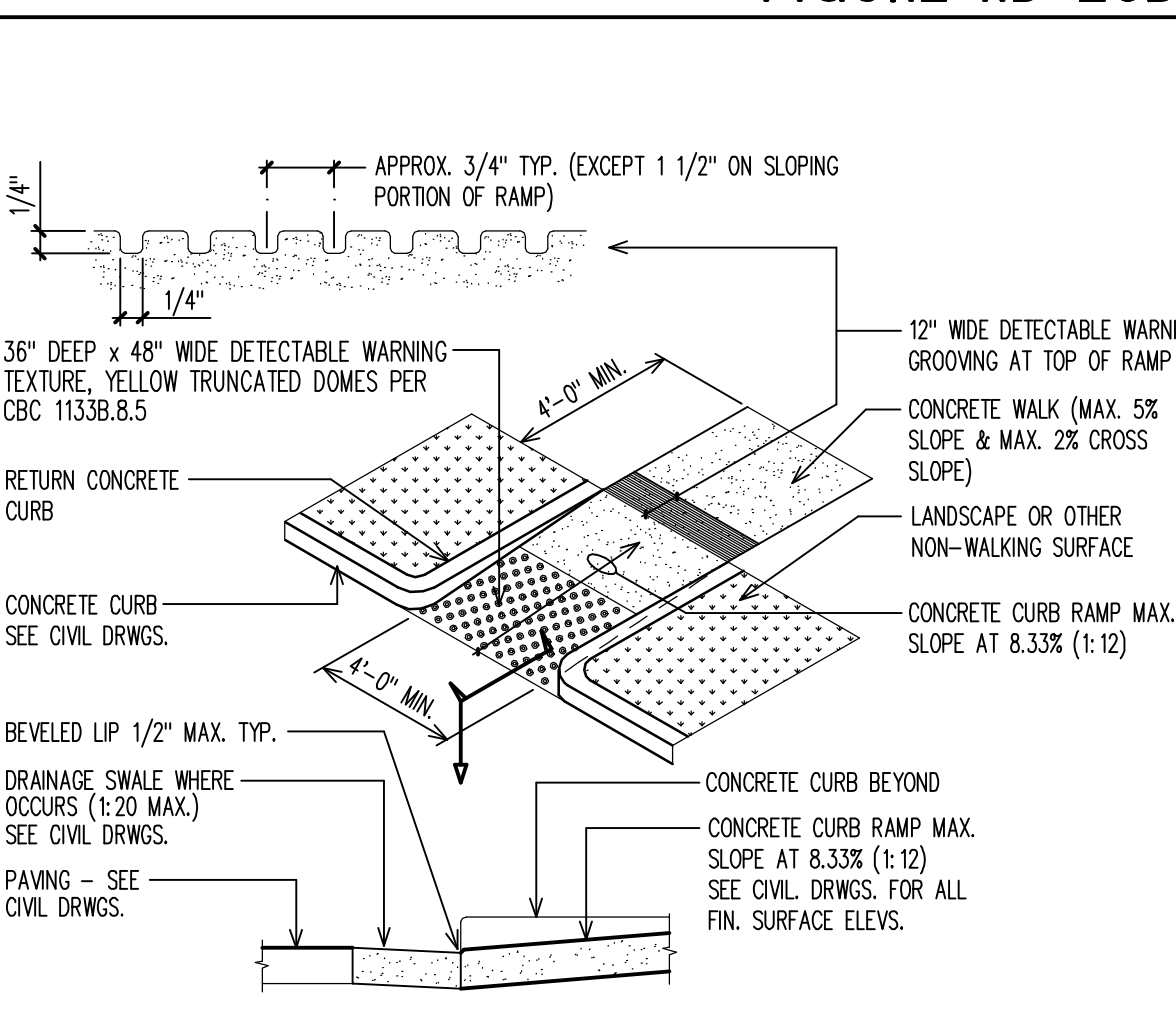 1/4"
APPROX. 3/4" TYP. (EXCEPT 1 1/2" ON SLOPING
PORTION OF RAMP)
1/4"
36" DEEP x 48" WIDE DETECTABLE WARNING
TEXTURE, YELLOW TRUNCATED DOMES PER
CBC 1133B.8.5
4'-0" MIN.
12" WIDE DETECTABLE WARNI
GROOVING AT TOP OF RAMP
CONCRETE WALK (MAX. 5%
SLOPE & MAX. 2% CROSS
SLOPE)
RETURN CONCRETE
CURB
LANDSCAPE OR OTHER
NON-WALKING SURFACE
CONCRETE CURB
SEE CIVIL DRWGS.
CONCRETE CURB RAMP MAX.
SLOPE AT 8.33% (1:12)
4'-0" MIN.
BEVELED LIP 1/2" MAX. TYP.
DRAINAGE SWALE WHERE
OCCURS (1:20 MAX.)
SEE CIVIL DRWGS.
PAVING - SEE
CIVIL DRWGS.
CONCRETE CURB BEYOND
CONCRETE CURB RAMP MAX.
SLOPE AT 8.33% (1:12)
SEE CIVIL. DRWGS. FOR ALL
FIN. SURFACE ELEVS.